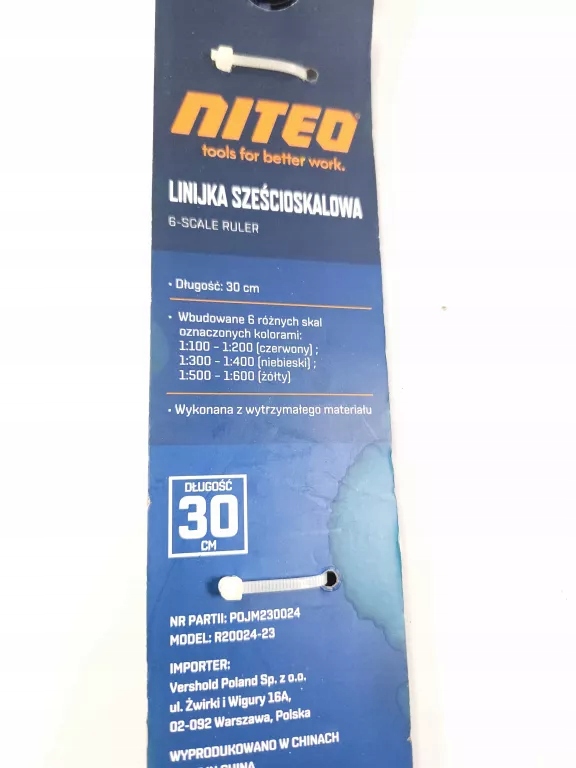 NITEO
tools for better work.
LINIJKA SZEŚCIOSKALOWA
6-SCALE RULER
• Długość: 30 cm
• Wbudowane 6 różnych skal
oznaczonych kolorami:
1:100 – 1:200 (czerwony) ;
1:300 – 1:400 (niebieski) ;
1:500 – 1:600 (żółty)
• Wykonana z wytrzymałego materiału
DŁUGOŚĆ
30
CM
NR PARTII: POJM230024
MODEL: R20024-23
IMPORTER:
Vershold Poland Sp. z o.o.
ul. Żwirki i Wigury 16A,
02-092 Warszawa, Polska
WYPRODUKOWANO W CHINACH